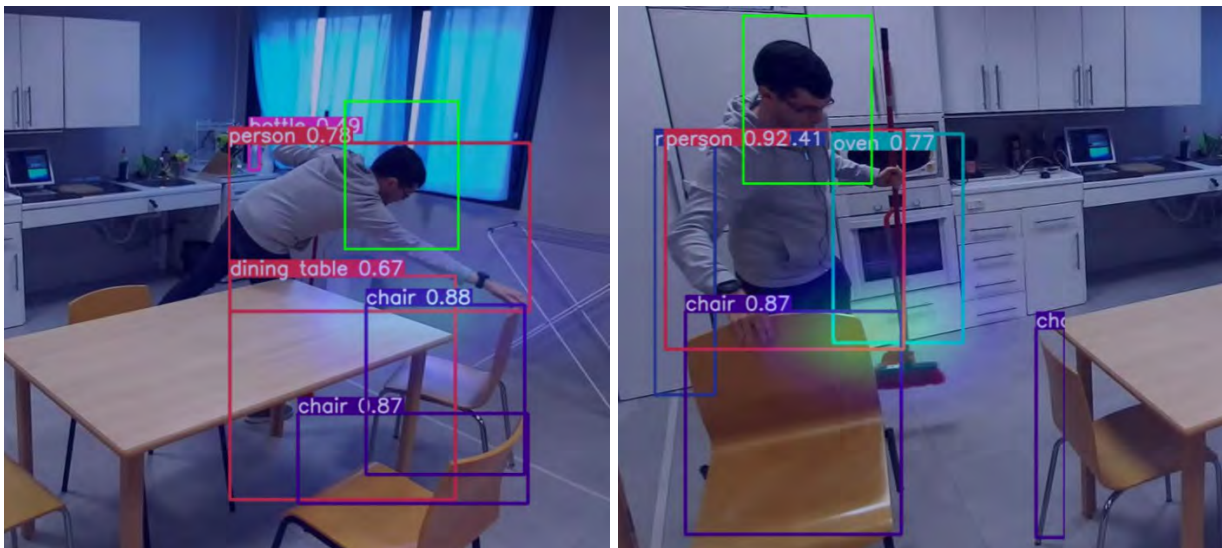 bottle 0.49
person 0.78
dining table 0.67
chair 0.88
chair 0.87
person 0.92
.41
oven 0.77
chair 0.87